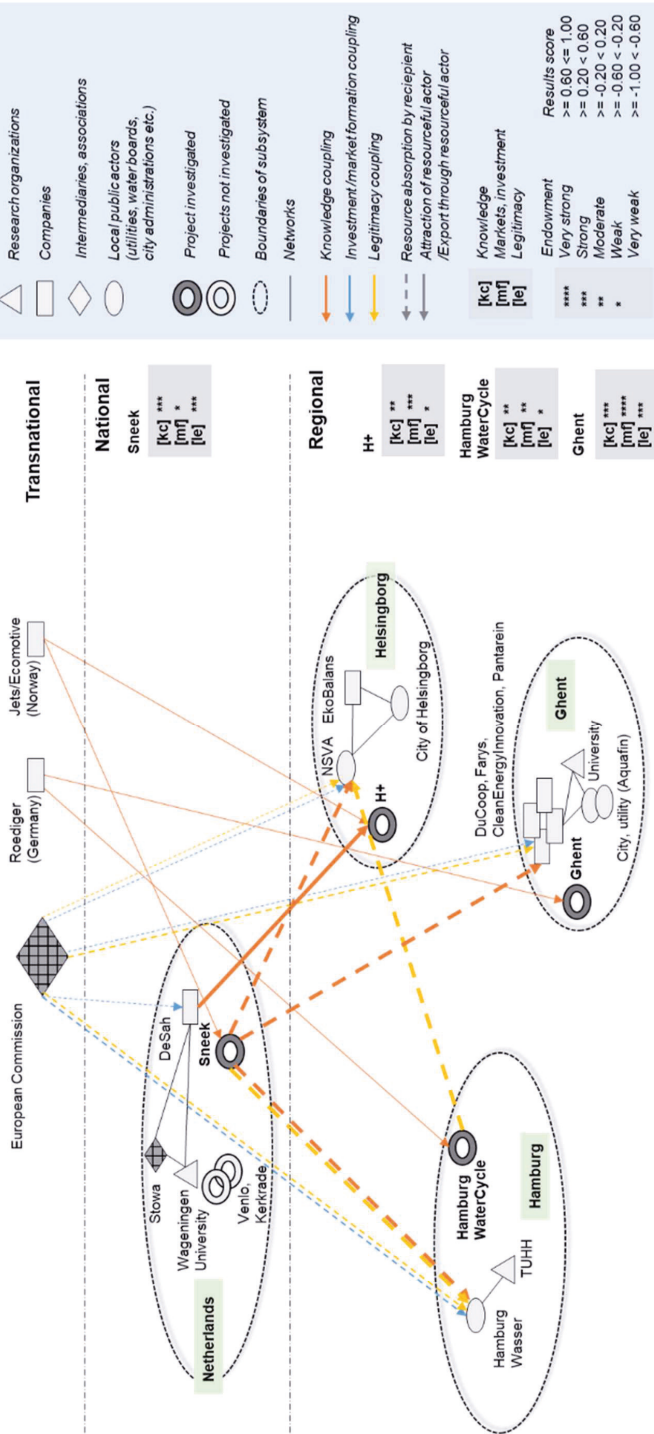 Transnational
European Commission
Roediger
(Germany)
Jets/Ecomotive
(Norway)
National
Sneek
[kc] ***
[mf] *
[le] ***
Netherlands
Stowa
Wageningen
University
Venlo,
Kerkrade,
DeSah
Sneek
Regional
H+
[kc] **
[mf] ***
[le] *
Hamburg
WaterCycle
[kc] **
[mf] **
[le] *
Ghent
[kc] ***
[mf] ****
[le] ***
NSVA
EkoBalans
City of Helsingborg
H+
Helsingborg
Hamburg
Wasser
TUHH
Hamburg
WaterCycle
Hamburg
DuCoop, Farys,
CleanEnergyInnovation, Pantarein
University
City, utility (Aquafin)
Ghent
Ghent
Research organizations
Companies
Intermediaries, associations
Local public actors
(utilities, water boards,
city administrations etc.)
Project investigated
Projects not investigated
Boundaries of subsystem
Networks
Knowledge coupling
Investment/market formation coupling
Legitimacy coupling
Resource absorption by reciepient
Attraction of resourceful actor
/Export through resourceful actor
[kc] Knowledge
[mf] Markets, investment
[le] Legitimacy
Endowment Results score
**** Very strong >= 0.60 <= 1.00
*** Strong >= 0.20 < 0.60
** Moderate >= -0.20 < 0.20
* Weak >= -0.60 < -0.20
Very weak >= -1.00 < -0.60